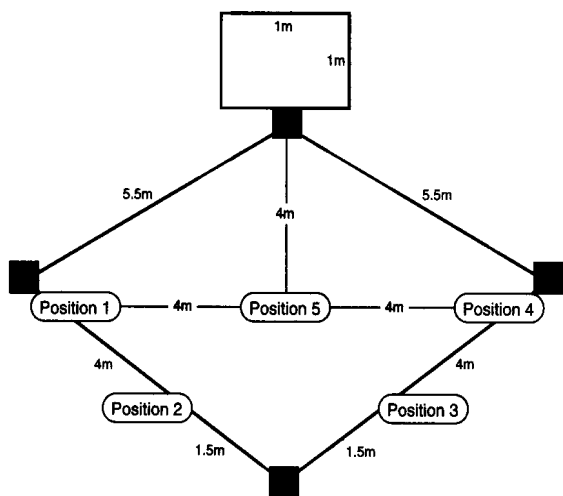 1m
1m
5.5m
5.5m
4m
Position 1
4m
Position 5
4m
Position 4
4m
4m
Position 2
Position 3
1.5m
1.5m